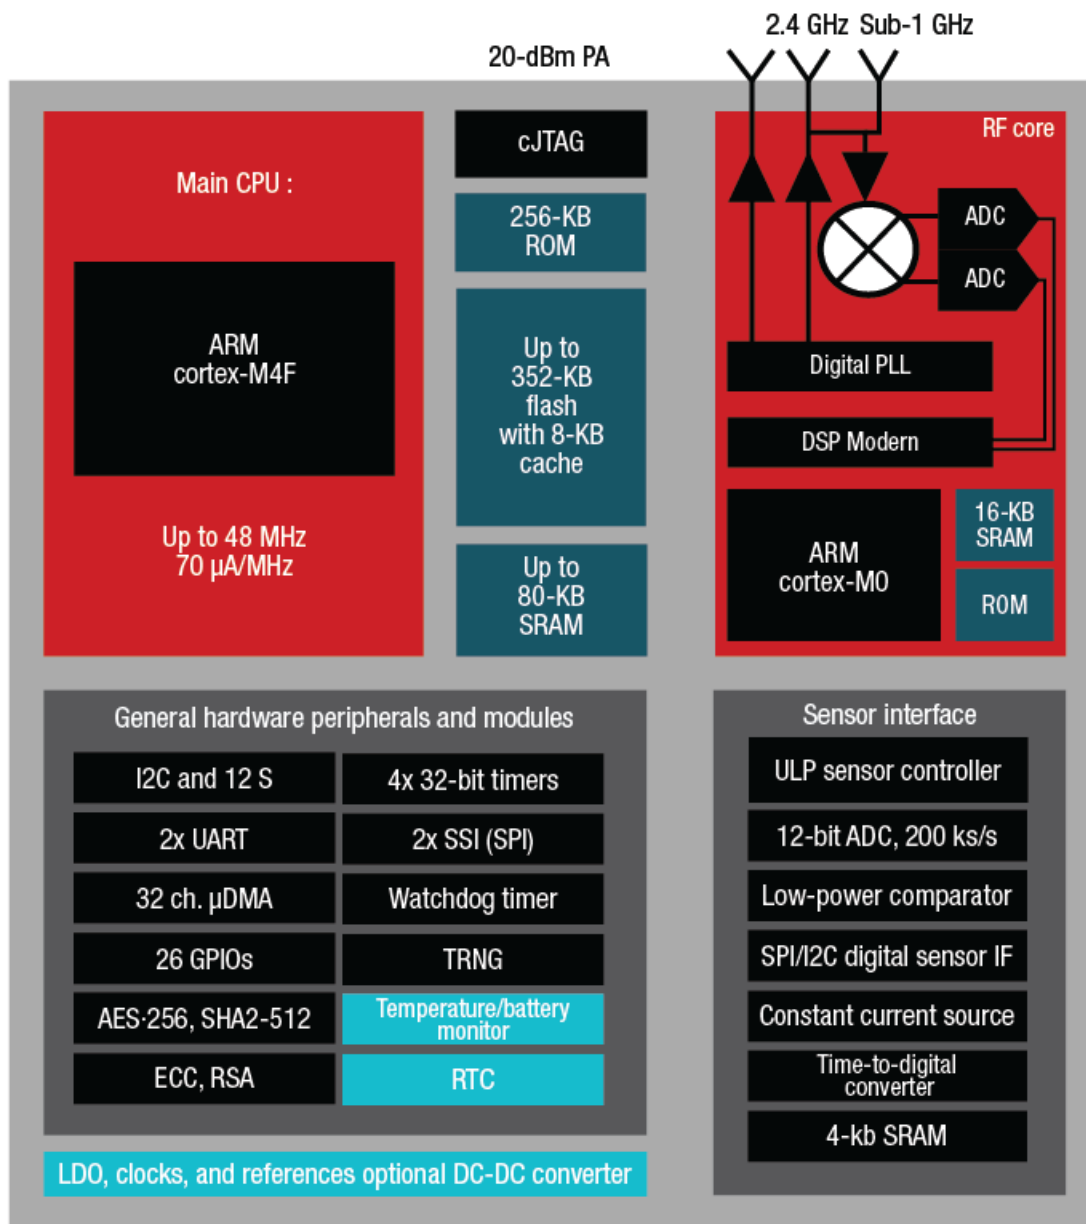 2.4 GHz Sub-1 GHz
20-dBm PA
Main CPU :
ARM
cortex-M4F
Up to 48 MHz
70 µA/MHz
cJTAG
256-KB
ROM
Up to
352-KB
flash
with 8-KB
cache
Up to
80-KB
SRAM
RF core
ADC
ADC
Digital PLL
DSP Modern
ARM
cortex-M0
16-KB
SRAM
ROM
General hardware peripherals and modules
I2C and 12 S
4x 32-bit timers
2x UART
2x SSI (SPI)
32 ch. µDMA
Watchdog timer
26 GPIOs
TRNG
AES·256, SHA2-512
Temperature/battery
monitor
ECC, RSA
RTC
LDO, clocks, and references optional DC-DC converter
Sensor interface
ULP sensor controller
12-bit ADC, 200 ks/s
Low-power comparator
SPI/I2C digital sensor IF
Constant current source
Time-to-digital
converter
4-kb SRAM